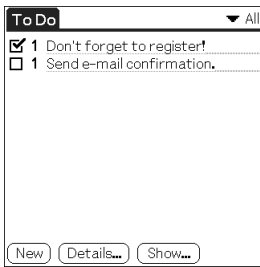 To Do All
1 Don't forget to register!
1 Send e-mail confirmation.
New Details... Show...